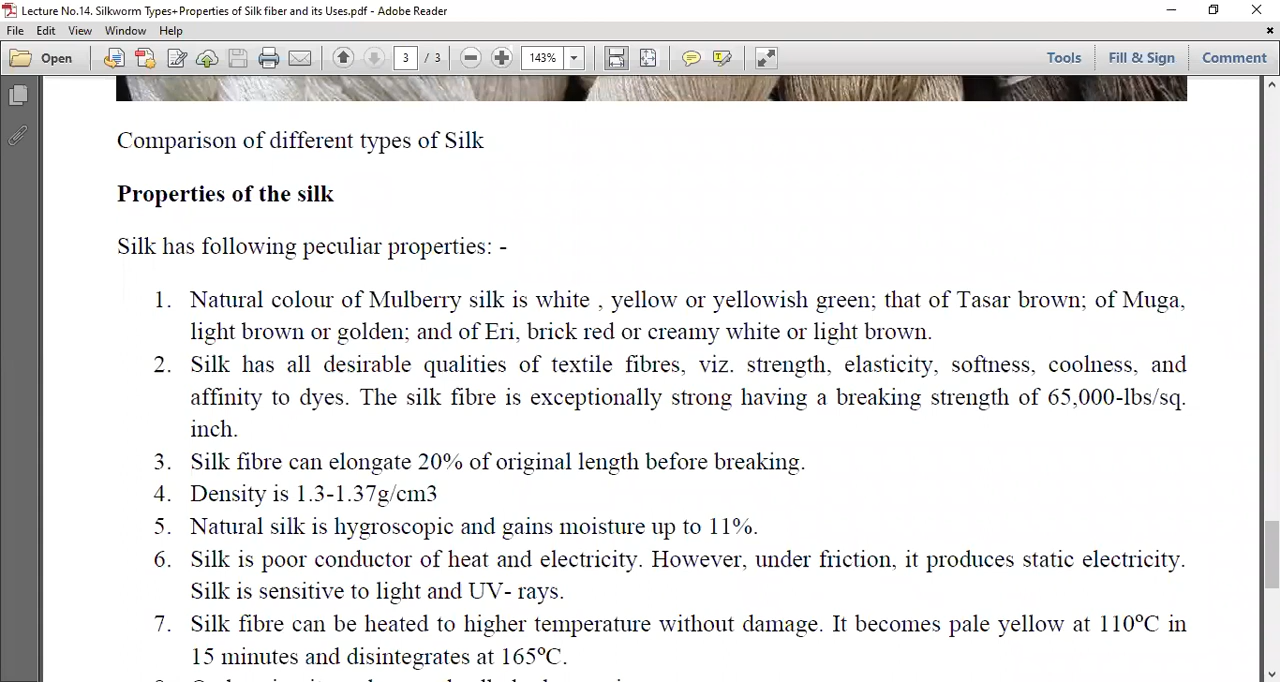 Lecture No.14. Silkworm Types+Properties of Silk fiber and its Uses.pdf - Adobe Reader
File Edit View Window Help
Open 3 / 3 143% Tools Fill & Sign Comment
Comparison of different types of Silk
Properties of the silk
Silk has following peculiar properties: -
1. Natural colour of Mulberry silk is white , yellow or yellowish green; that of Tasar brown; of Muga,
light brown or golden; and of Eri, brick red or creamy white or light brown.
2. Silk has all desirable qualities of textile fibres, viz. strength, elasticity, softness, coolness, and
affinity to dyes. The silk fibre is exceptionally strong having a breaking strength of 65,000-lbs/sq.
inch.
3. Silk fibre can elongate 20% of original length before breaking.
4. Density is 1.3-1.37g/cm3
5. Natural silk is hygroscopic and gains moisture up to 11%.
6. Silk is poor conductor of heat and electricity. However, under friction, it produces static electricity.
Silk is sensitive to light and UV- rays.
7. Silk fibre can be heated to higher temperature without damage. It becomes pale yellow at 110ºC in
15 minutes and disintegrates at 165ºC.